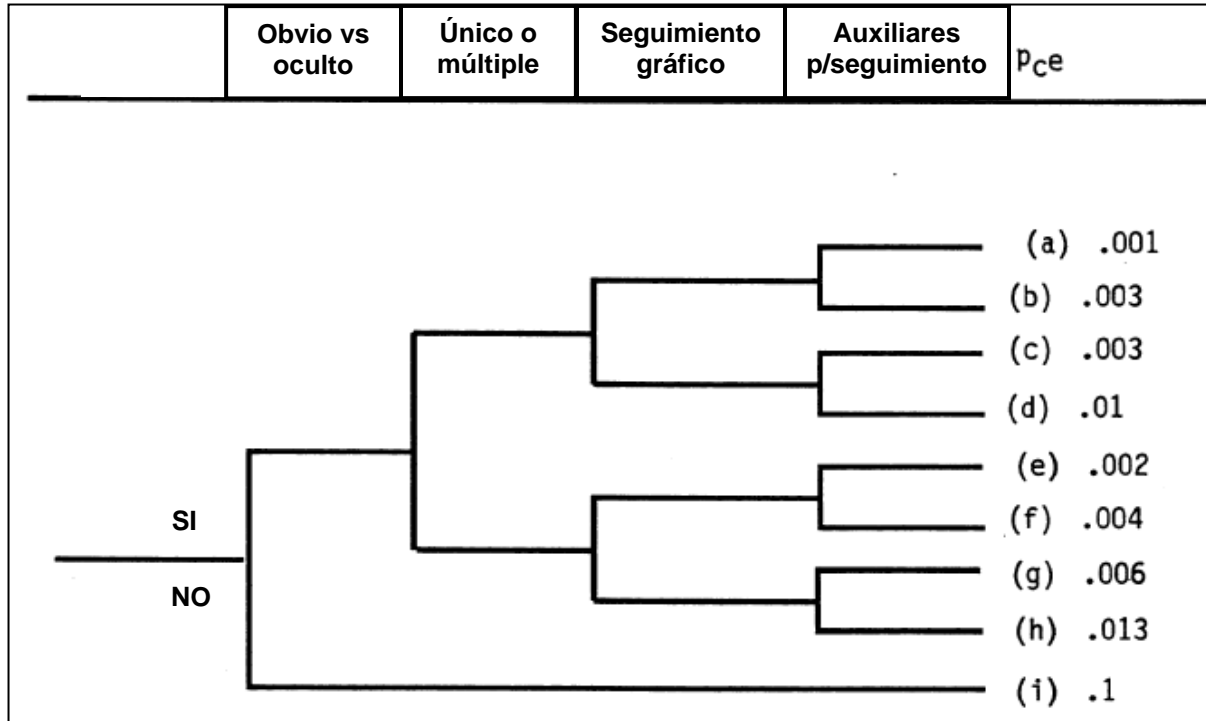 Obvio vs oculto
Único o múltiple
Seguimiento gráfico
Auxiliares p/seguimiento
pce
(a) .001
(b) .003
(c) .003
(d) .01
(e) .002
(f) .004
(g) .006
(h) .013
(i) .1
SI
NO